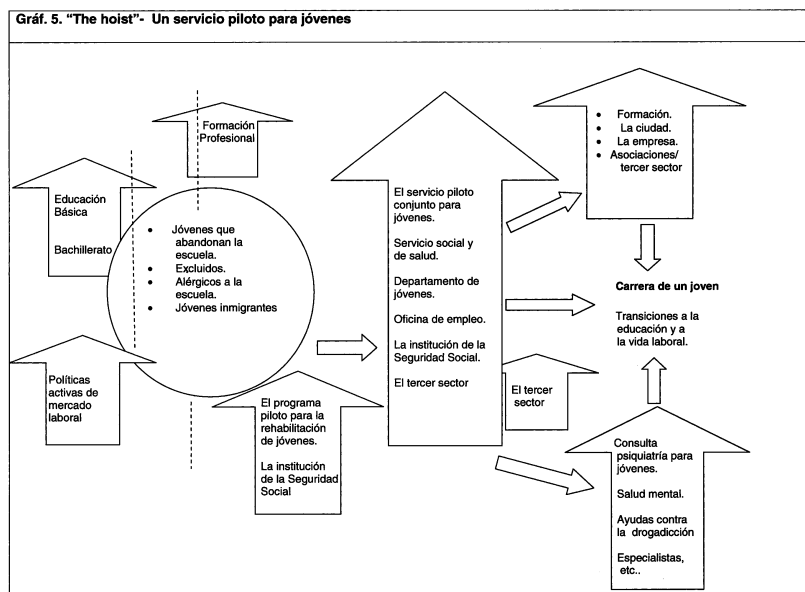 Gráf. 5. “The hoist”- Un servicio piloto para jóvenes
Formación
Profesional
Educación
Básica
Bachillerato
• Jóvenes que
abandonan la
escuela.
• Excluidos.
• Alérgicos a la
escuela.
• Jóvenes inmigrantes
Políticas
activas de
mercado
laboral
El programa
piloto para la
rehabilitación
de jóvenes.
La institución
de la Seguridad
Social
El servicio piloto
conjunto para
jóvenes.
Servicio social y
de salud.
Departamento de
jóvenes.
Oficina de empleo.
La institución de la
Seguridad Social.
El tercer sector
El tercer
sector
• Formación.
• La ciudad.
• La empresa.
• Asociaciones/
tercer sector
Carrera de un joven
Transiciones a la
educación y a
la vida laboral.
Consulta
psiquiatría para
jóvenes.
Salud mental.
Ayudas contra
la drogadicción
Especialistas,
etc..